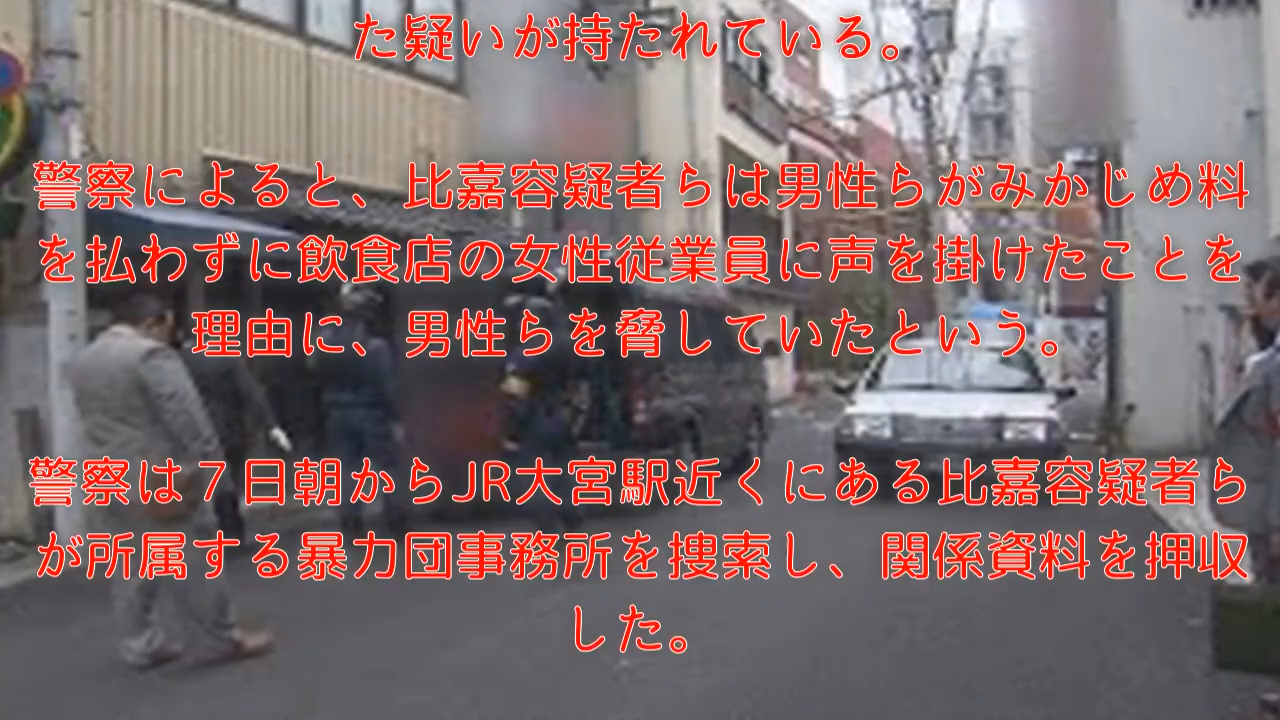 た疑いが持たれている。
警察によると、比嘉容疑者らは男性らがみかじめ料
を払わずに飲食店の女性従業員に声を掛けたことを
理由に、男性らを脅していたという。
警察は７日朝からJR大宮駅近くにある比嘉容疑者ら
が所属する暴力団事務所を捜索し、関係資料を押収
した。